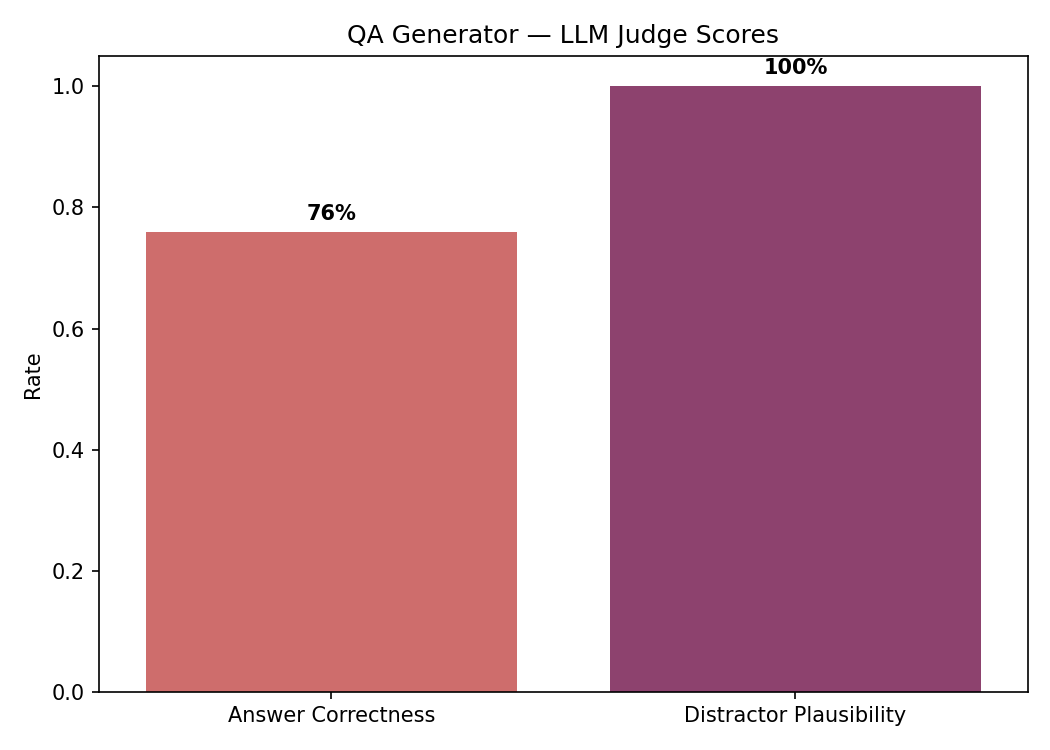 QA Generator — LLM Judge Scores
100%
1.0
76%
0.8
0.6
Rate
0.4
0.2
0.0
Answer Correctness
Distractor Plausibility